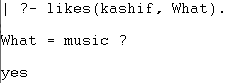 | ?- likes(kashif, What).
What = music ?
yes